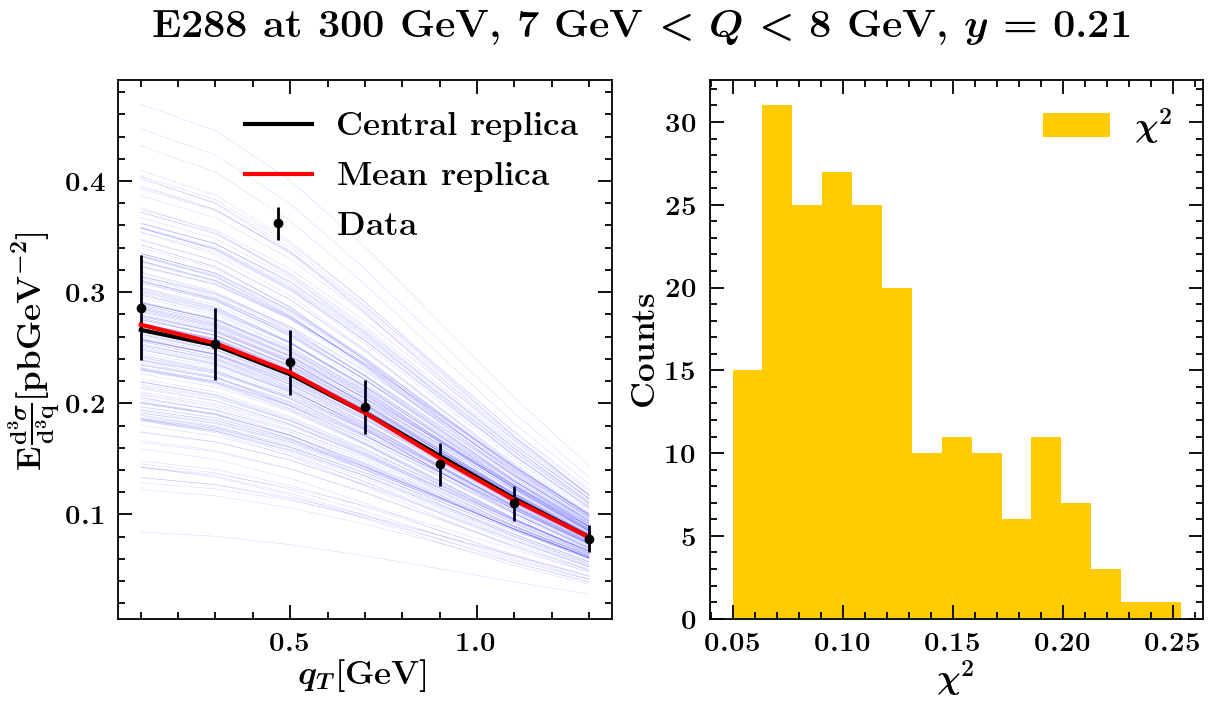 E288 at 300 GeV, 7 GeV < Q < 8 GeV, y = 0.21
Central replica
Mean replica
Data
0.4
0.3
0.2
0.1
E d³σ/d³q [pbGeV⁻²]
0.5 1.0
q_T[GeV]
χ²
30
25
20
15
10
5
0
Counts
0.05 0.10 0.15 0.20 0.25
χ²